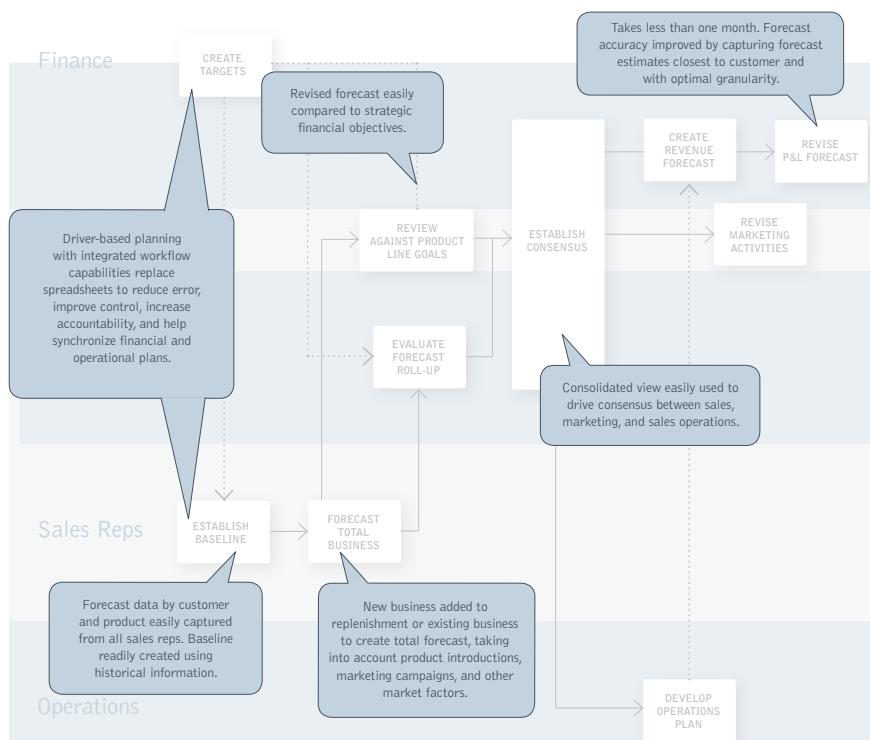 Finance
CREATE
TARGETS
Takes less than one month. Forecast
accuracy improved by capturing forecast
estimates closest to customer and
with optimal granularity.
Revised forecast easily
compared to strategic
financial objectives.
CREATE
REVENUE
FORECAST
REVISE
P&L FORECAST
Driver-based planning
with integrated workflow
capabilities replace
spreadsheets to reduce error,
improve control, increase
accountability, and help
synchronize financial and
operational plans.
REVIEW
AGAINST PRODUCT
LINE GOALS
ESTABLISH
CONSENSUS
REVISE
MARKETING
ACTIVITIES
EVALUATE
FORECAST
ROLL-UP
Consolidated view easily used to
drive consensus between sales,
marketing, and sales operations.
Sales Reps
ESTABLISH
BASELINE
FORECAST
TOTAL
BUSINESS
Forecast data by customer
and product easily captured
from all sales reps. Baseline
readily created using
historical information.
New business added to
replenishment or existing business
to create total forecast, taking
into account product introductions,
marketing campaigns, and other
market factors.
Operations
DEVELOP
OPERATIONS
PLAN